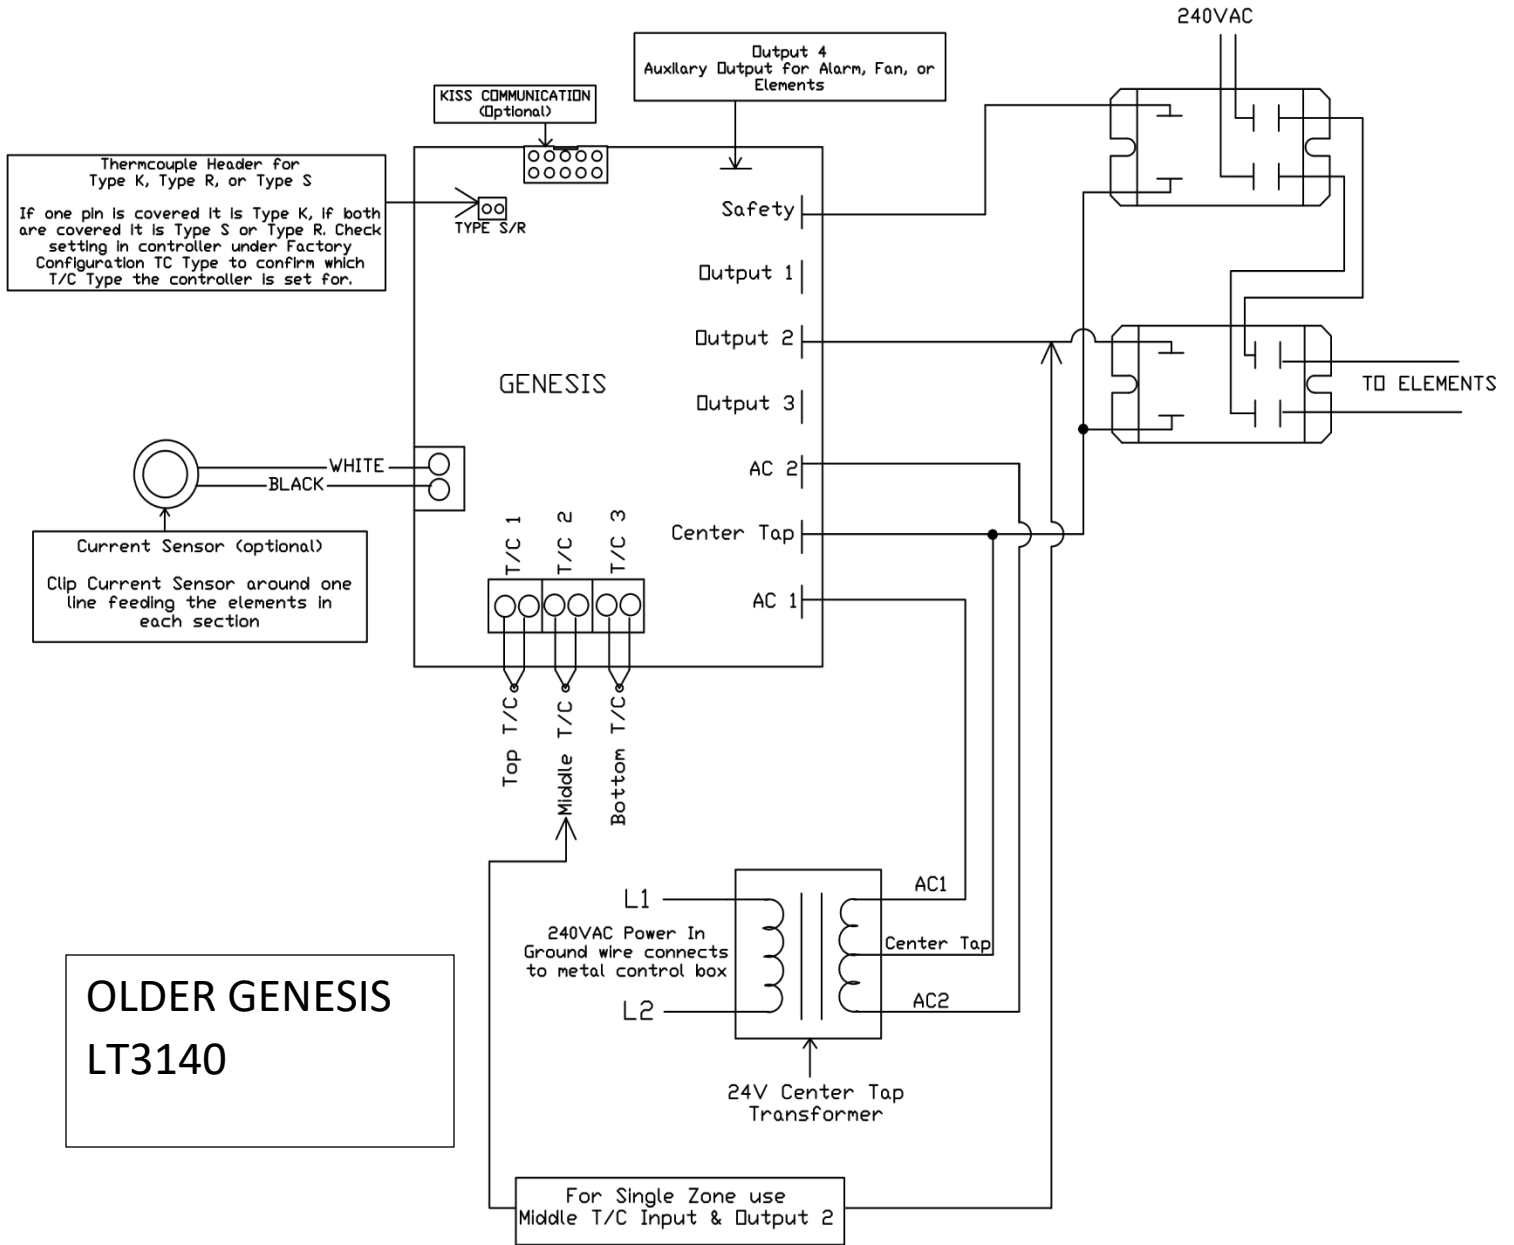 240VAC
Output 4
Auxilary Output for Alarm, Fan, or
Elements
KISS COMMUNICATION
(Optional)
Thermcouple Header for
Type K, Type R, or Type S
If one pin is covered it is Type K, if both
are covered it is Type S or Type R. Check
setting in controller under Factory
Configuration TC Type to confirm which
T/C Type the controller is set for.
TYPE S/R
Safety
Output 1
Output 2
GENESIS
Output 3
TO ELEMENTS
AC 2
WHITE
BLACK
Center Tap
AC 1
T/C 1
T/C 2
T/C 3
Current Sensor (optional)
Clip Current Sensor around one
line feeding the elements in
each section
Top T/C
Middle T/C
Bottom T/C
L1
240VAC Power In
Ground wire connects
to metal control box
L2
AC1
Center Tap
AC2
24V Center Tap
Transformer
OLDER GENESIS
LT3140
For Single Zone use
Middle T/C Input & Output 2